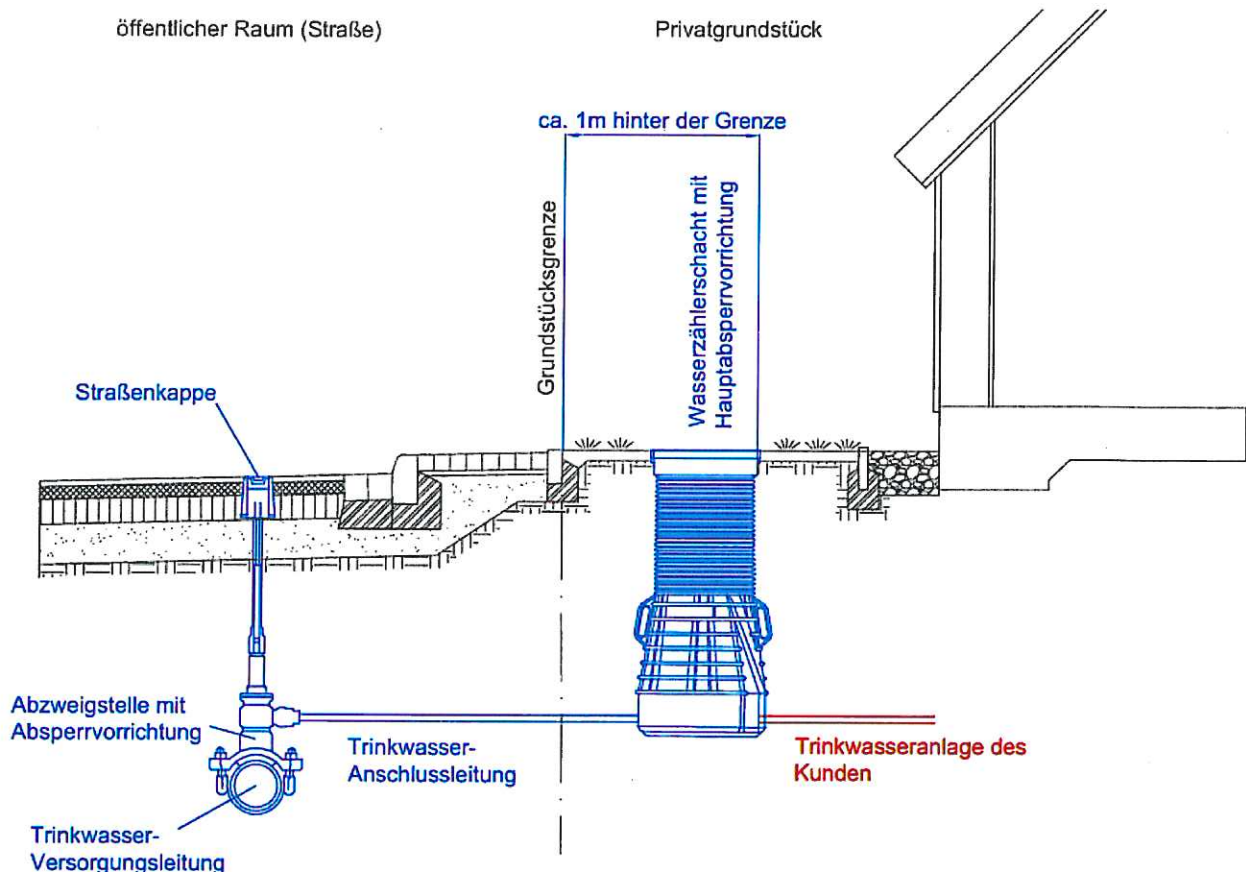 öffentlicher Raum (Straße)
Privatgrundstück
ca. 1m hinter der Grenze
Grundstücksgrenze
Wasserzählerschacht mit
Hauptabsperrvorrichtung
Straßenkappe
Abzweigstelle mit
Absperrvorrichtung
Trinkwasser-
Anschlussleitung
Trinkwasseranlage des
Kunden
Trinkwasser-
Versorgungsleitung